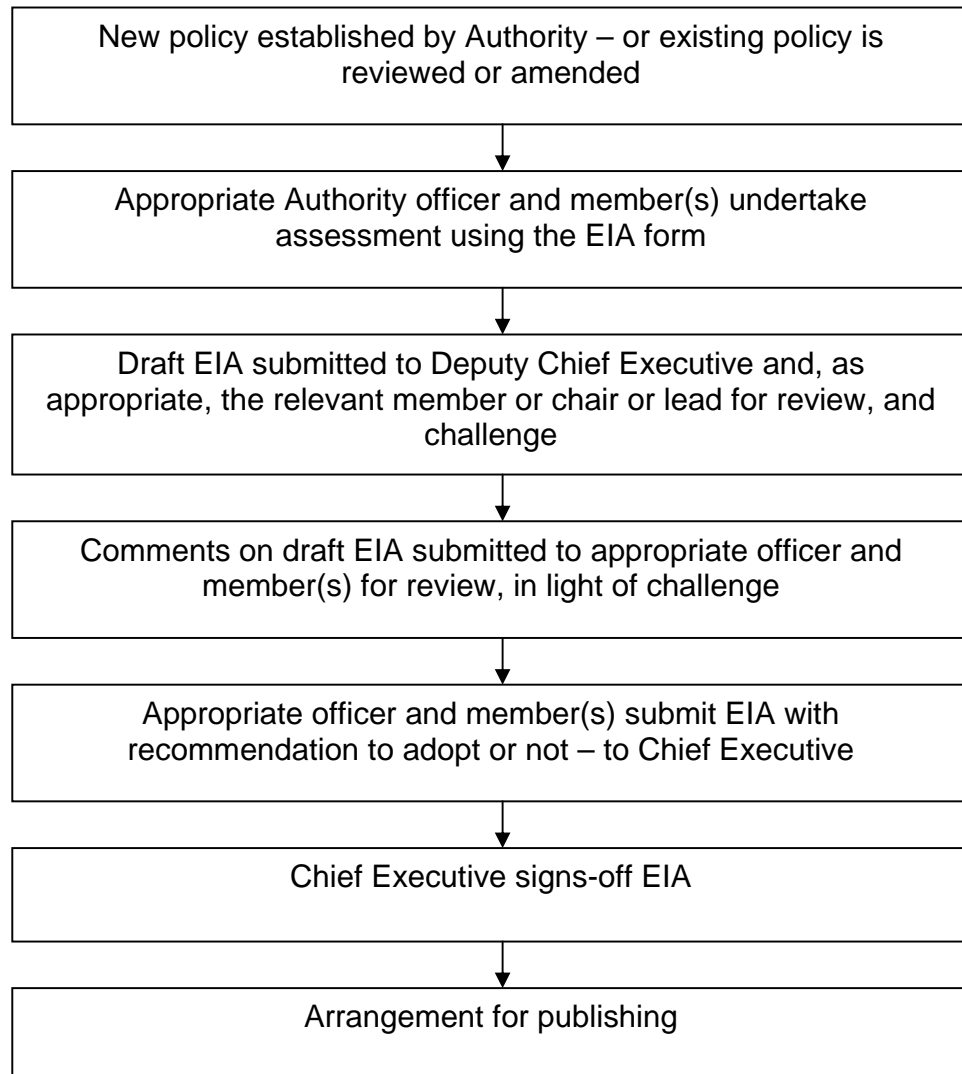 New policy established by Authority – or existing policy is
reviewed or amended
Appropriate Authority officer and member(s) undertake
assessment using the EIA form
Draft EIA submitted to Deputy Chief Executive and, as
appropriate, the relevant member or chair or lead for review, and
challenge
Comments on draft EIA submitted to appropriate officer and
member(s) for review, in light of challenge
Appropriate officer and member(s) submit EIA with
recommendation to adopt or not – to Chief Executive
Chief Executive signs-off EIA
Arrangement for publishing